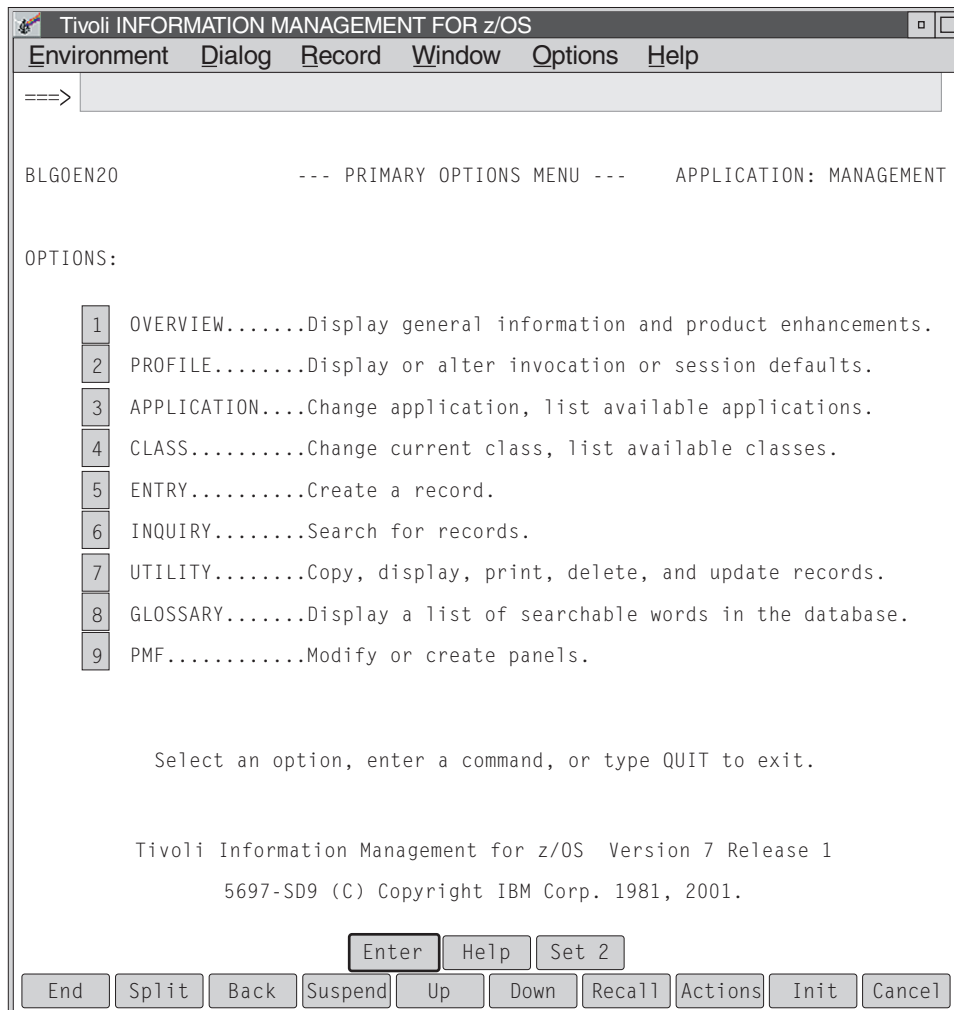 Tivoli INFORMATION MANAGEMENT FOR z/OS
Environment Dialog Record Window Options Help
===>
BLG0EN20 --- PRIMARY OPTIONS MENU --- APPLICATION: MANAGEMENT
OPTIONS:
1 OVERVIEW.......Display general information and product enhancements.
2 PROFILE........Display or alter invocation or session defaults.
3 APPLICATION....Change application, list available applications.
4 CLASS..........Change current class, list available classes.
5 ENTRY..........Create a record.
6 INQUIRY........Search for records.
7 UTILITY........Copy, display, print, delete, and update records.
8 GLOSSARY.......Display a list of searchable words in the database.
9 PMF............Modify or create panels.
Select an option, enter a command, or type QUIT to exit.
Tivoli Information Management for z/OS Version 7 Release 1
5697-SD9 (C) Copyright IBM Corp. 1981, 2001.
Enter Help Set 2
End Split Back Suspend Up Down Recall Actions Init Cancel